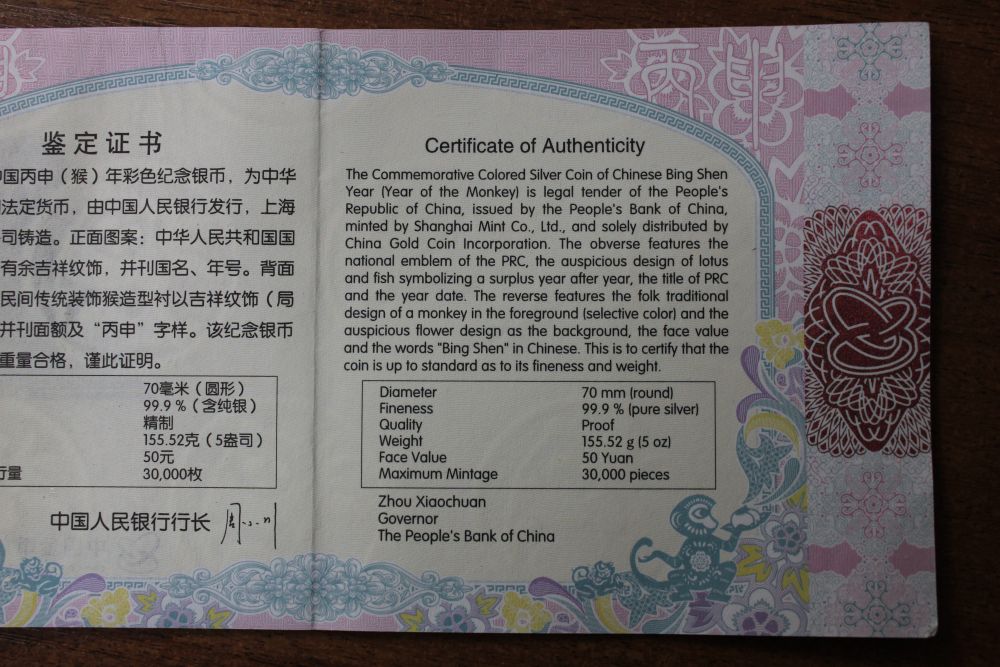 鉴定证书
国丙申（猴）年彩色纪念银币，为中华
法定货币，由中国人民银行发行，上海
司铸造。正面图案：中华人民共和国国
有余吉祥纹饰，并刊国名、年号。背面
民间传统装饰猴造型衬以吉祥纹饰（局
并刊面额及“丙申”字样。该纪念银币
重量合格，谨此证明。
70毫米（圆形）
99.9 %（含纯银）
精制
155.52克（5盎司）
50元
量 30,000枚
中国人民银行行长
Certificate of Authenticity
The Commemorative Colored Silver Coin of Chinese Bing Shen
Year (Year of the Monkey) is legal tender of the People's
Republic of China, issued by the People's Bank of China,
minted by Shanghai Mint Co., Ltd., and solely distributed by
China Gold Coin Incorporation. The obverse features the
national emblem of the PRC, the auspicious design of lotus
and fish symbolizing a surplus year after year, the title of PRC
and the year date. The reverse features the folk traditional
design of a monkey in the foreground (selective color) and the
auspicious flower design as the background, the face value
and the words "Bing Shen" in Chinese. This is to certify that the
coin is up to standard as to its fineness and weight.
Diameter 70 mm (round)
Fineness 99.9 % (pure silver)
Quality Proof
Weight 155.52 g (5 oz)
Face Value 50 Yuan
Maximum Mintage 30,000 pieces
Zhou Xiaochuan
Governor
The People's Bank of China